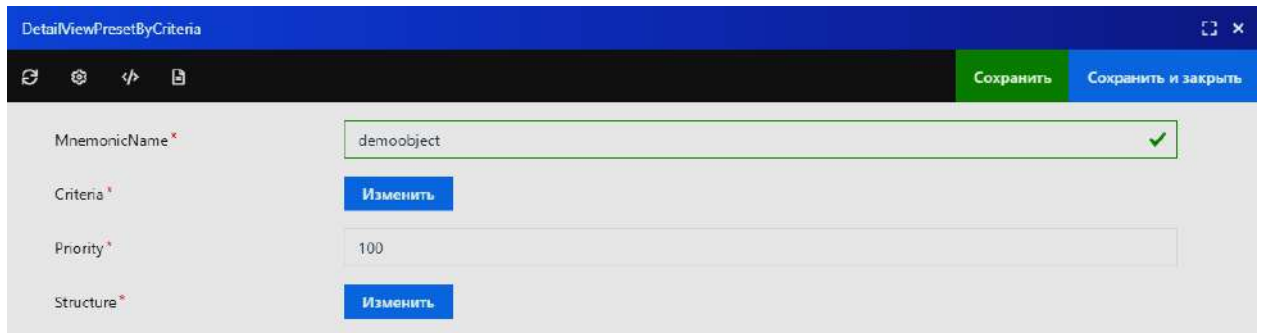 DetailViewPresetByCriteria
Сохранить Сохранить и закрыть
MnemonicName* demoobject
Criteria* Изменить
Priority* 100
Structure* Изменить